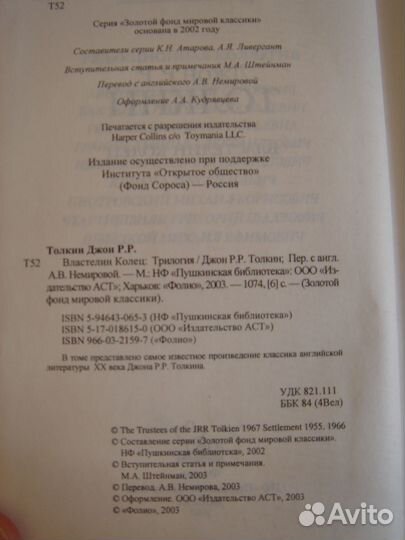 Т52
Серия «Золотой фонд мировой классики»
основана в 2002 году
Составители серии К.Н. Атарова, А.Я. Ливергант
Вступительная статья и примечания М.А. Штейнман
Перевод с английского А.В. Немировой
Оформление А.А. Кудрявцева
Печатается с разрешения издательства
Harper Collins c/o Toymania LLC.
Издание осуществлено при поддержке
Института «Открытое общество»
(Фонд Сороса) — Россия
Толкин Джон Р.Р.
Т52 Властелин Колец: Трилогия / Джон Р.Р. Толкин; Пер. с англ.
А.В. Немировой. — М.: НФ «Пушкинская библиотека»: ООО «Из-
дательство АСТ»; Харьков: «Фолио», 2003. — 1074, [6] с. — (Золотой
фонд мировой классики).
ISBN 5-94643-065-3 (НФ «Пушкинская библиотека»)
ISBN 5-17-018615-0 (ООО «Издательство АСТ»)
ISBN 966-03-2159-7 («Фолио»)
В томе представлено самое известное произведение классика английской
литературы XX века Джона Р.Р. Толкина.
УДК 821.111
ББК 84 (4Вел)
© The Trustees of the JRR Tolkien 1967 Settlement 1955, 1966
© Составление серии «Золотой фонд мировой классики».
НФ «Пушкинская библиотека», 2002
© Вступительная статья и примечания.
М.А. Штейнман, 2003
© Перевод. А.В. Немирова, 2003
© Оформление. ООО «Издательство АСТ», 2003
© «Фолио», 2003
Avito